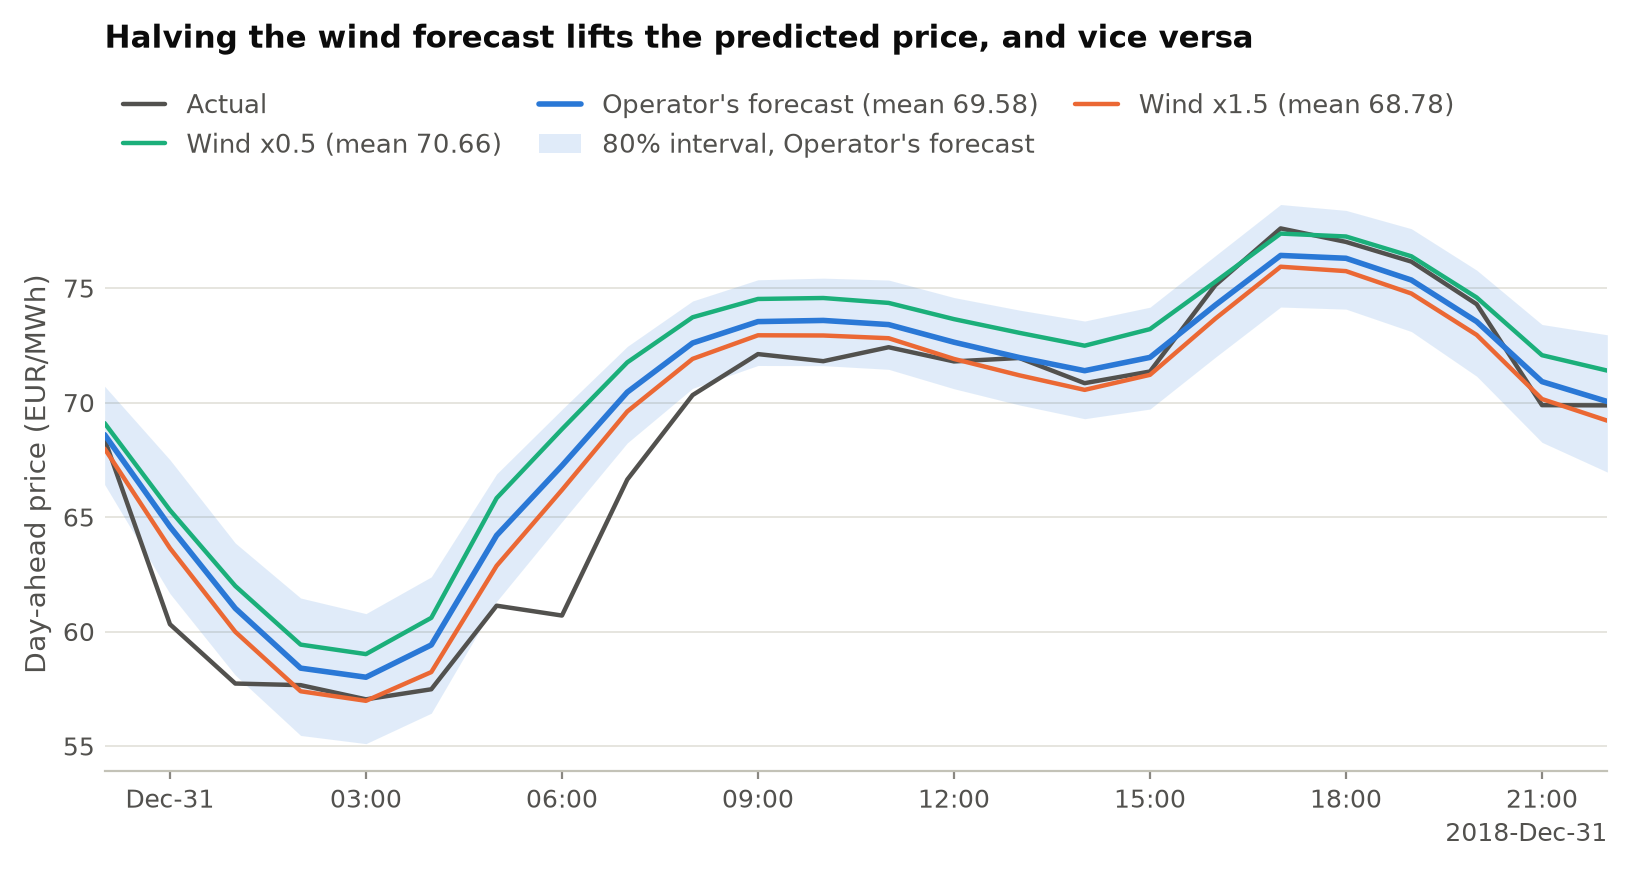 Halving the wind forecast lifts the predicted price, and vice versa
Actual
Operator's forecast (mean 69.58)
Wind x1.5 (mean 68.78)
Wind x0.5 (mean 70.66)
80% interval, Operator's forecast
Day-ahead price (EUR/MWh)
75
70
65
60
55
Dec-31
03:00
06:00
09:00
12:00
15:00
18:00
21:00
2018-Dec-31